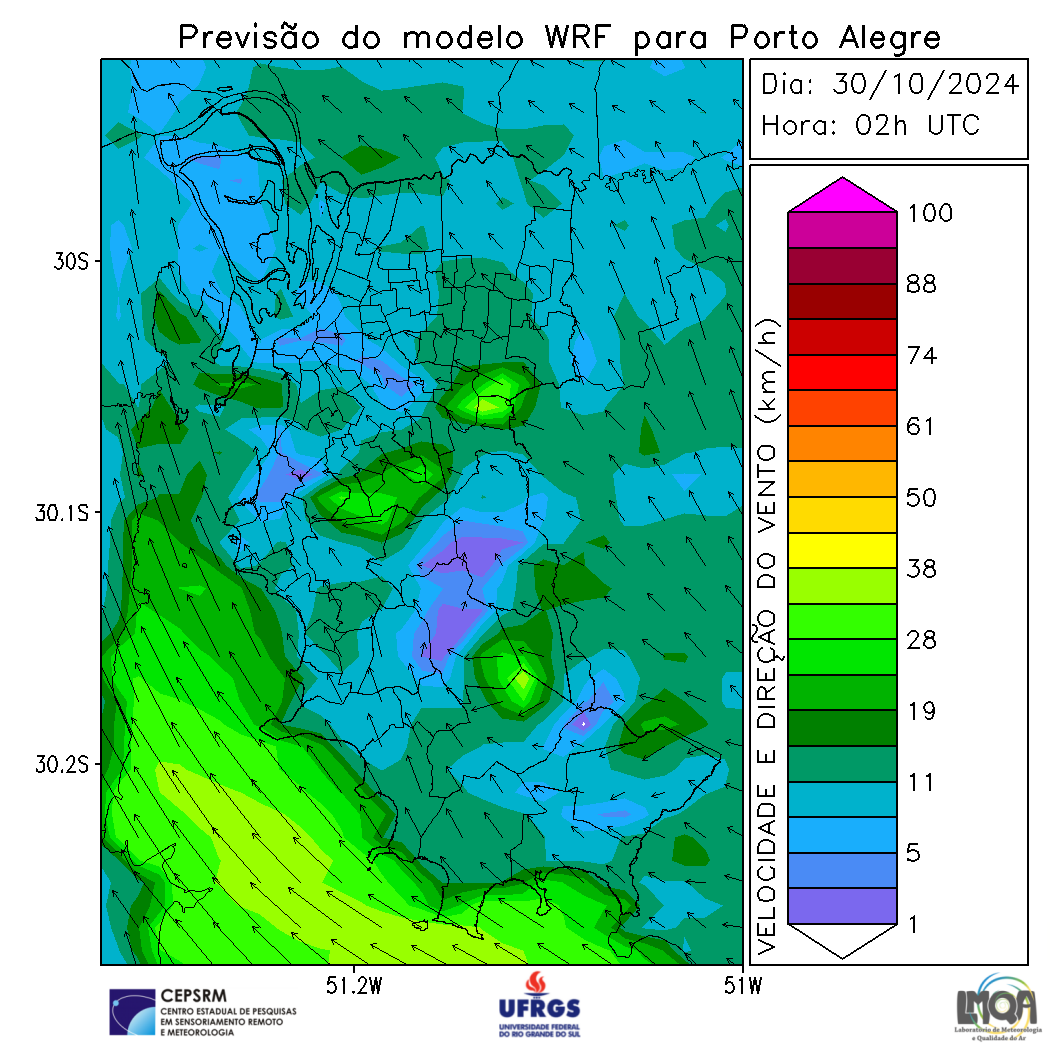 Previsão do modelo WRF para Porto Alegre
Dia: 30/10/2024
Hora: 02h UTC
30S
30.1S
30.2S
51.2W
51W
VELOCIDADE E DIREÇÃO DO VENTO (km/h)
100
88
74
61
50
38
28
19
11
5
1
CEPSRM
CENTRO ESTADUAL DE PESQUISAS
EM SENSORIAMENTO REMOTO
E METEOROLOGIA
UFRGS
UNIVERSIDADE FEDERAL
DO RIO GRANDE DO SUL
LMQA
Laboratório de Meteorologia
e Qualidade do Ar